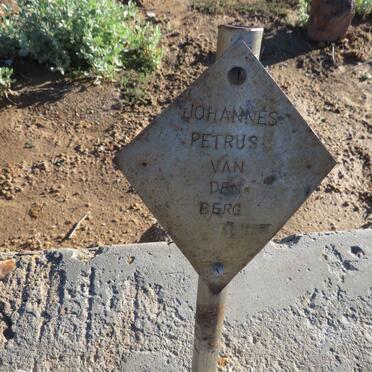 JOHANNES
PETRUS
VAN
DEN
BERG